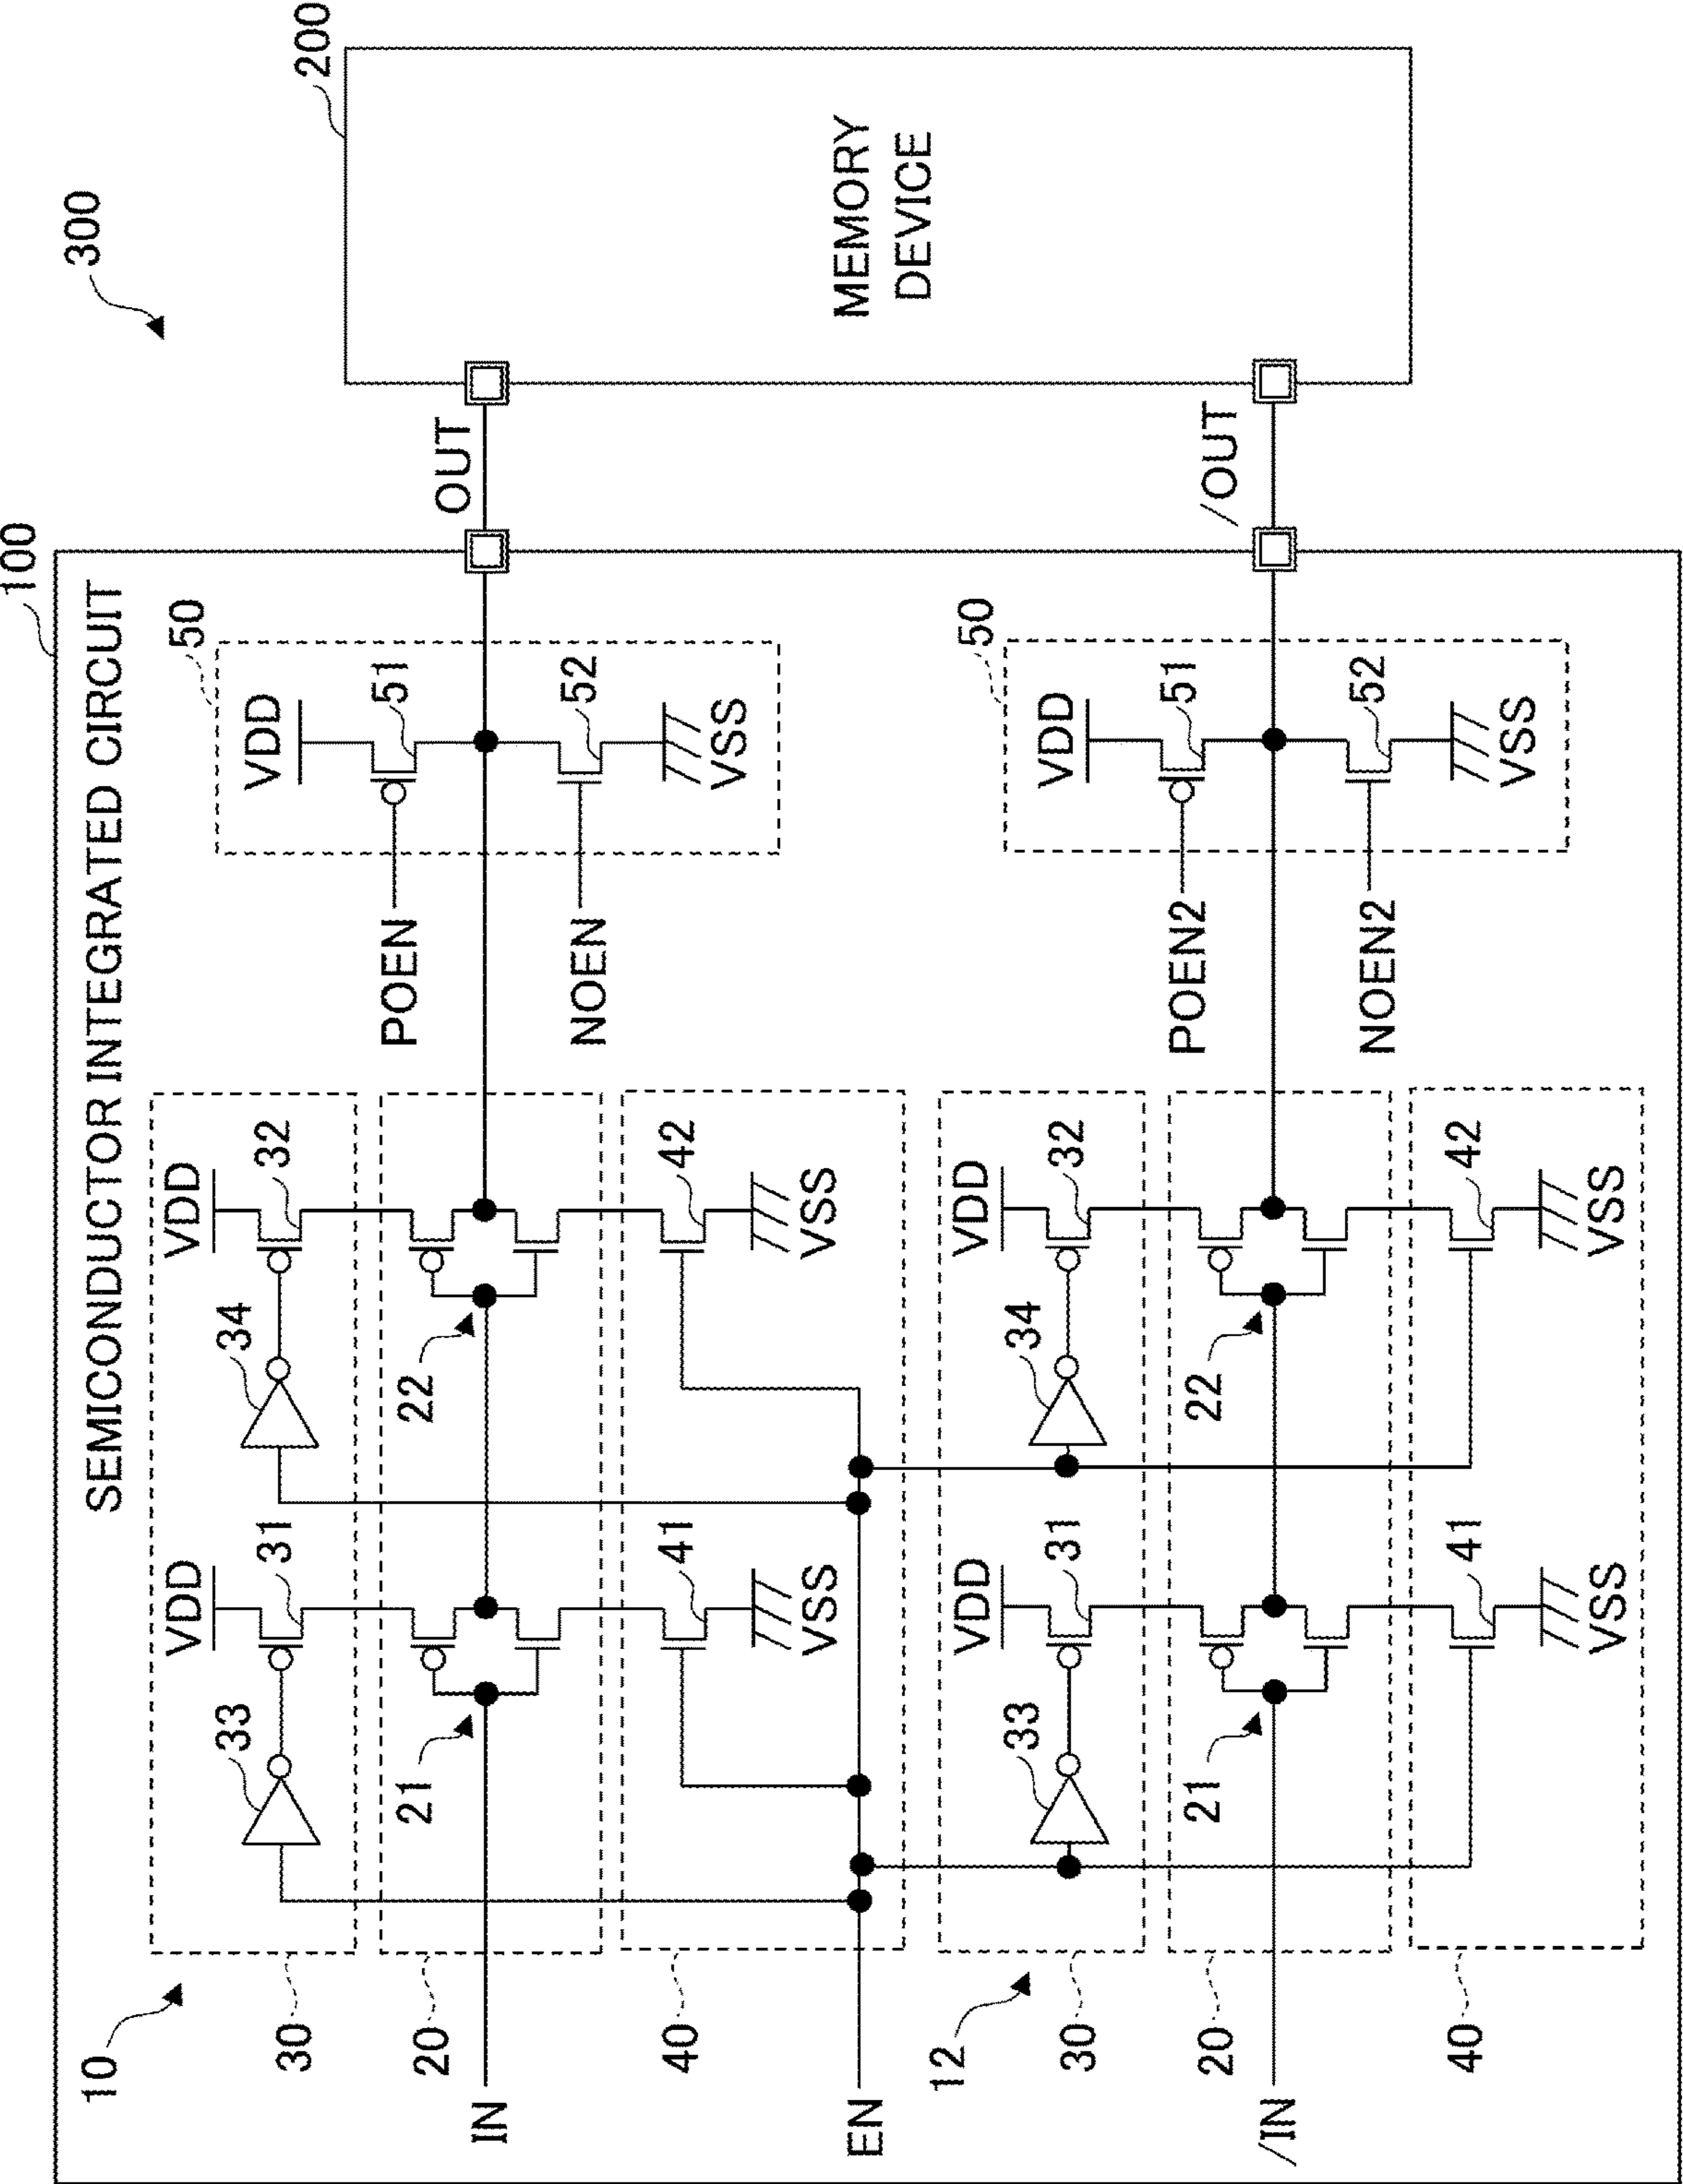 300
100
200
SEMICONDUCTOR INTEGRATED CIRCUIT
10
30
VDD
31
33
VDD
32
34
50
VDD
51
POEN
52
NOEN
VSS
OUT
20
IN
21
22
40
41
VSS
42
VSS
EN
MEMORY
DEVICE
12
30
VDD
31
33
VDD
32
34
50
VDD
51
POEN2
52
NOEN2
VSS
/OUT
20
/IN
21
22
40
41
VSS
42
VSS